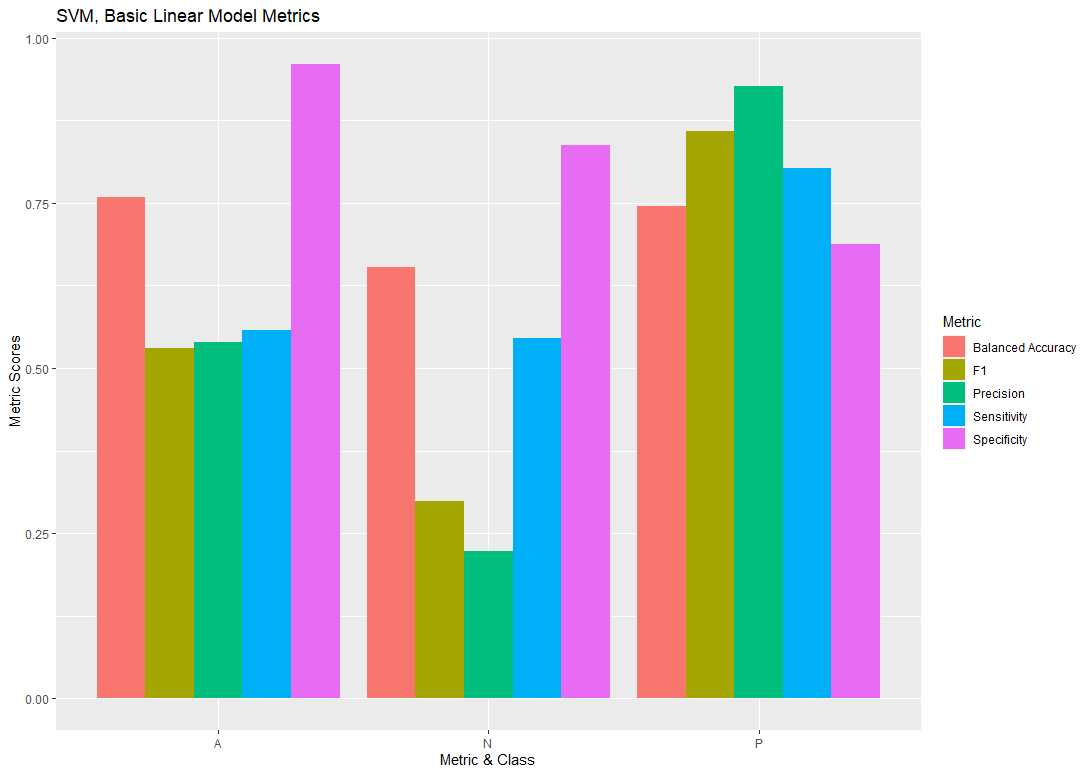 SVM, Basic Linear Model Metrics
1.00
0.75
0.50
0.25
0.00
Metric Scores
A
N
P
Metric & Class
Metric
Balanced Accuracy
F1
Precision
Sensitivity
Specificity